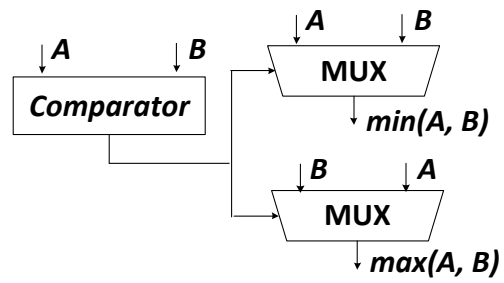 A B
Comparator
A B
MUX
min(A, B)
B A
MUX
max(A, B)